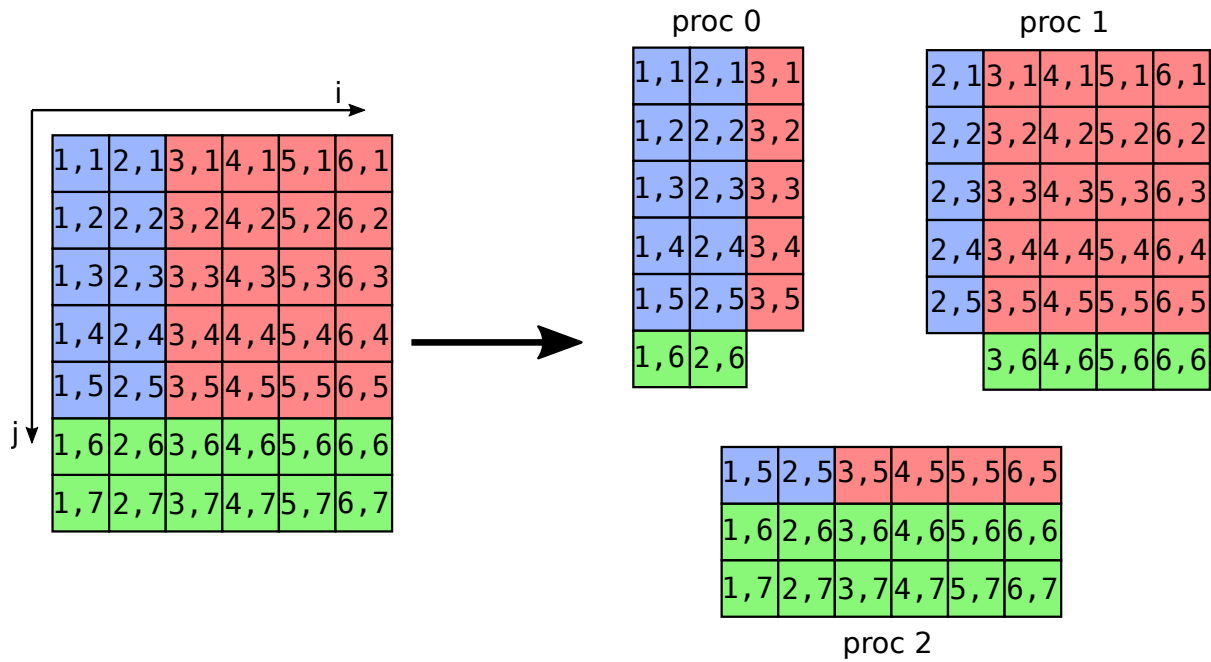 i
j
1,1 2,1 3,1 4,1 5,1 6,1
1,2 2,2 3,2 4,2 5,2 6,2
1,3 2,3 3,3 4,3 5,3 6,3
1,4 2,4 3,4 4,4 5,4 6,4
1,5 2,5 3,5 4,5 5,5 6,5
1,6 2,6 3,6 4,6 5,6 6,6
1,7 2,7 3,7 4,7 5,7 6,7
proc 0
1,1 2,1 3,1
1,2 2,2 3,2
1,3 2,3 3,3
1,4 2,4 3,4
1,5 2,5 3,5
1,6 2,6
proc 1
2,1 3,1 4,1 5,1 6,1
2,2 3,2 4,2 5,2 6,2
2,3 3,3 4,3 5,3 6,3
2,4 3,4 4,4 5,4 6,4
2,5 3,5 4,5 5,5 6,5
3,6 4,6 5,6 6,6
1,5 2,5 3,5 4,5 5,5 6,5
1,6 2,6 3,6 4,6 5,6 6,6
1,7 2,7 3,7 4,7 5,7 6,7
proc 2